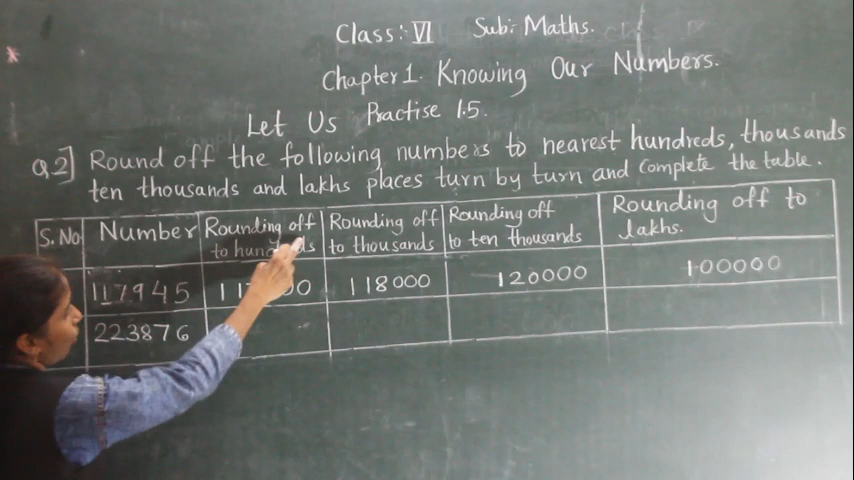 Class: VI Sub: Maths.
Chapter 1. Knowing Our Numbers.
Let Us Practise 1.5.
Q.2] Round off the following numbers to nearest hundreds, thousands
ten thousands and lakhs places turn by turn and complete the table.
S.No Number Rounding off to Rounding off to thousands Rounding off to ten thousands Rounding off to lakhs.
117945 118000 120000 100000
223876